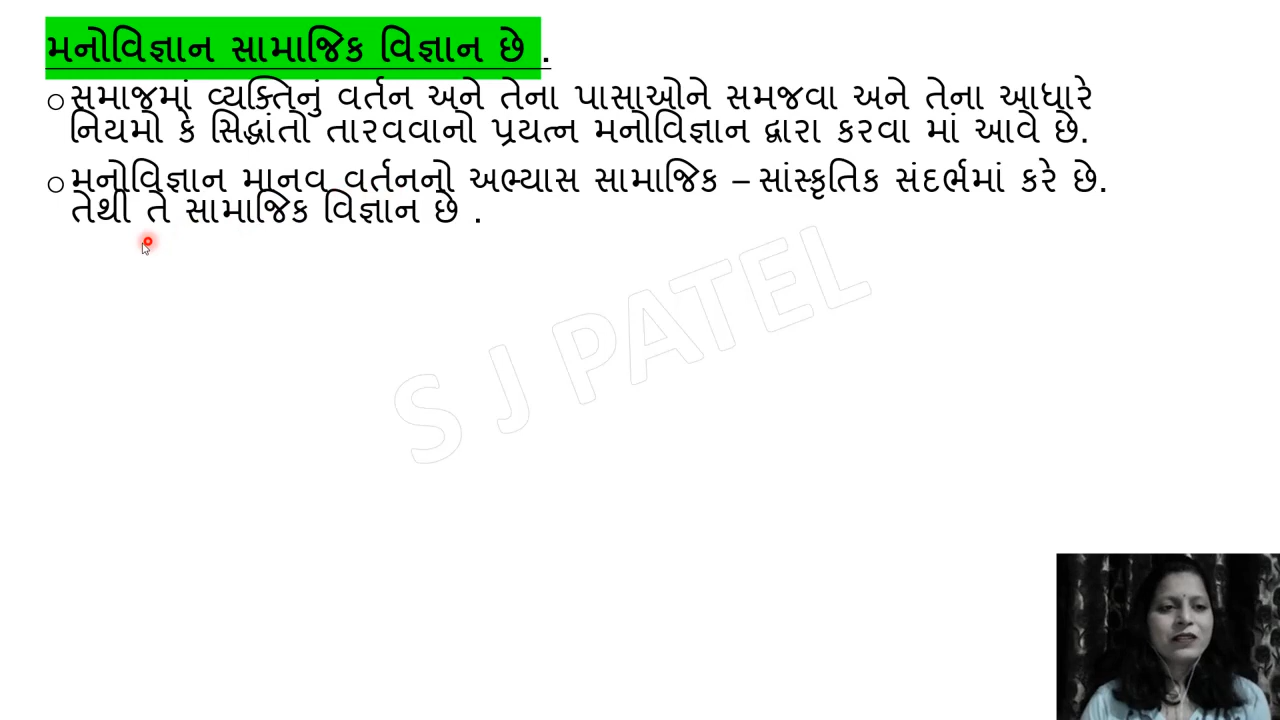 મનોવિજ્ઞાન સામાજિક વિજ્ઞાન છે .
સમાજમાં વ્યક્તિનું વર્તન અને તેના પાસાઓને સમજવા અને તેના આધારે
નિયમો કે સિદ્ધાંતો તારવવાનો પ્રયત્ન મનોવિજ્ઞાન દ્વારા કરવા માં આવે છે.
મનોવિજ્ઞાન માનવ વર્તનનો અભ્યાસ સામાજિક – સાંસ્કૃતિક સંદર્ભમાં કરે છે.
તેથી તે સામાજિક વિજ્ઞાન છે .
S J PATEL